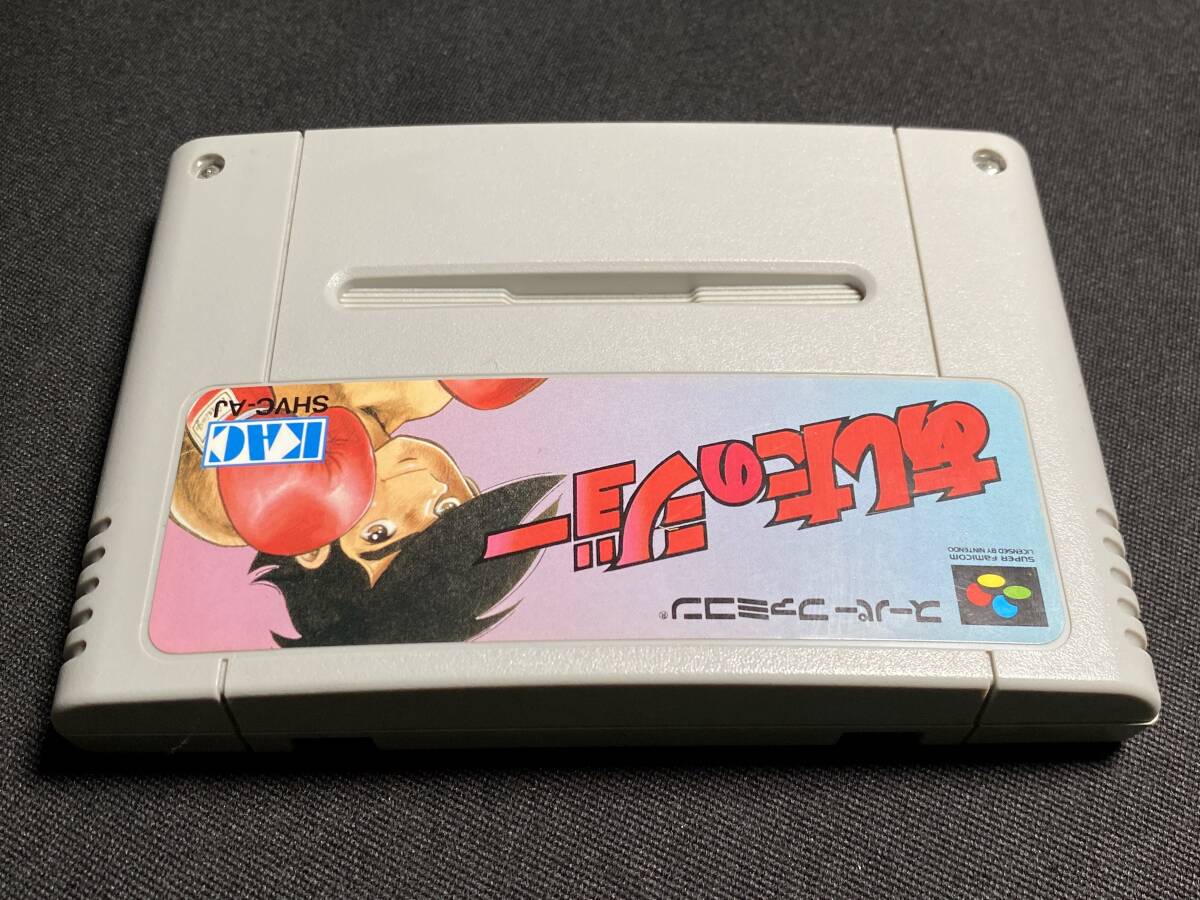 スーパーファミコン®
SUPER FAMICOM
LICENSED BY NINTENDO
あしたのジョー
KAC
SHVC-AJ